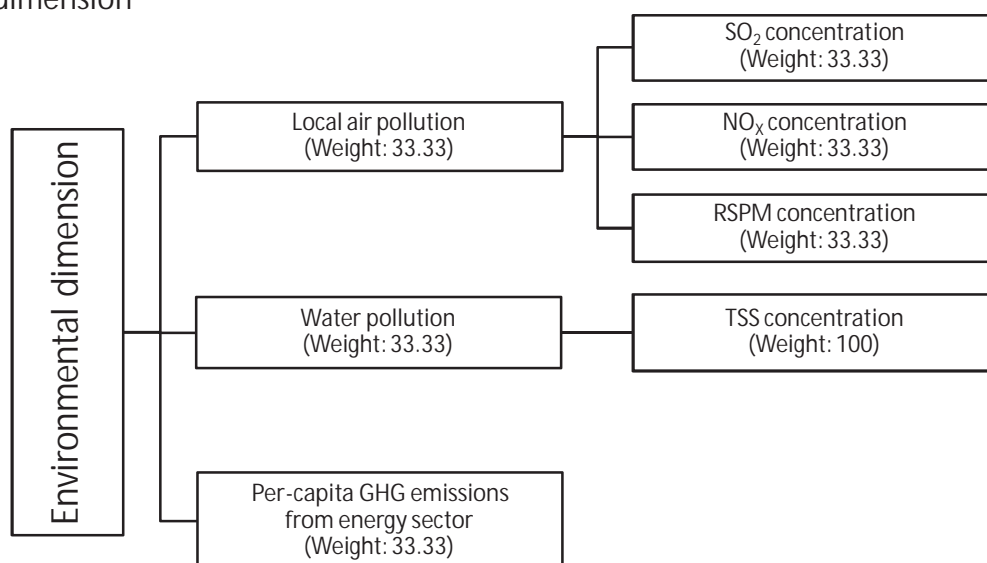 dimension
SO₂ concentration
(Weight: 33.33)
Local air pollution
(Weight: 33.33)
NOX concentration
(Weight: 33.33)
RSPM concentration
(Weight: 33.33)
Environmental dimension
Water pollution
(Weight: 33.33)
TSS concentration
(Weight: 100)
Per-capita GHG emissions
from energy sector
(Weight: 33.33)